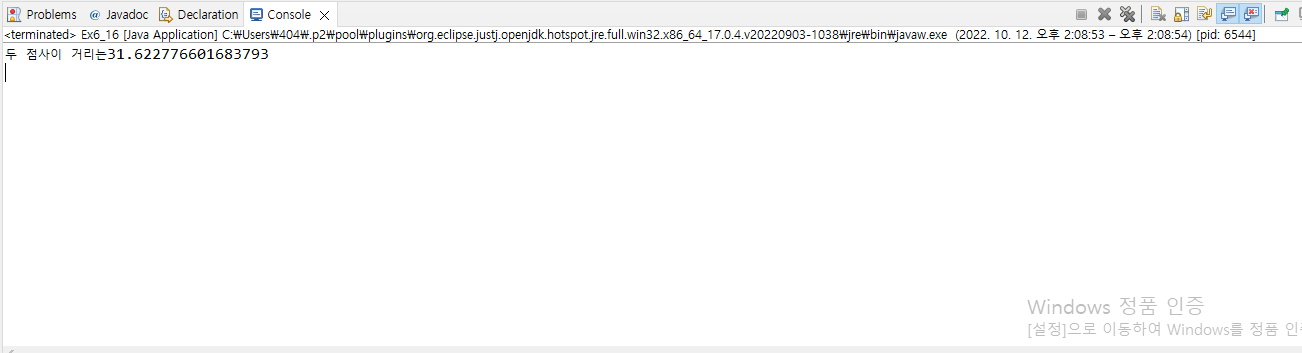 Problems @ Javadoc Declaration Console
<terminated> Ex6_16 [Java Application] C:₩Users₩404₩.p2₩pool₩plugins₩org.eclipse.justj.openjdk.hotspot.jre.full.win32.x86_64_17.0.4.v20220903-1038₩jre₩bin₩javaw.exe (2022. 10. 12. 오후 2:08:53 – 오후 2:08:54) [pid: 6544]
두 점사이 거리는31.622776601683793
Windows 정품 인증
[설정]으로 이동하여 Windows를 정품 인